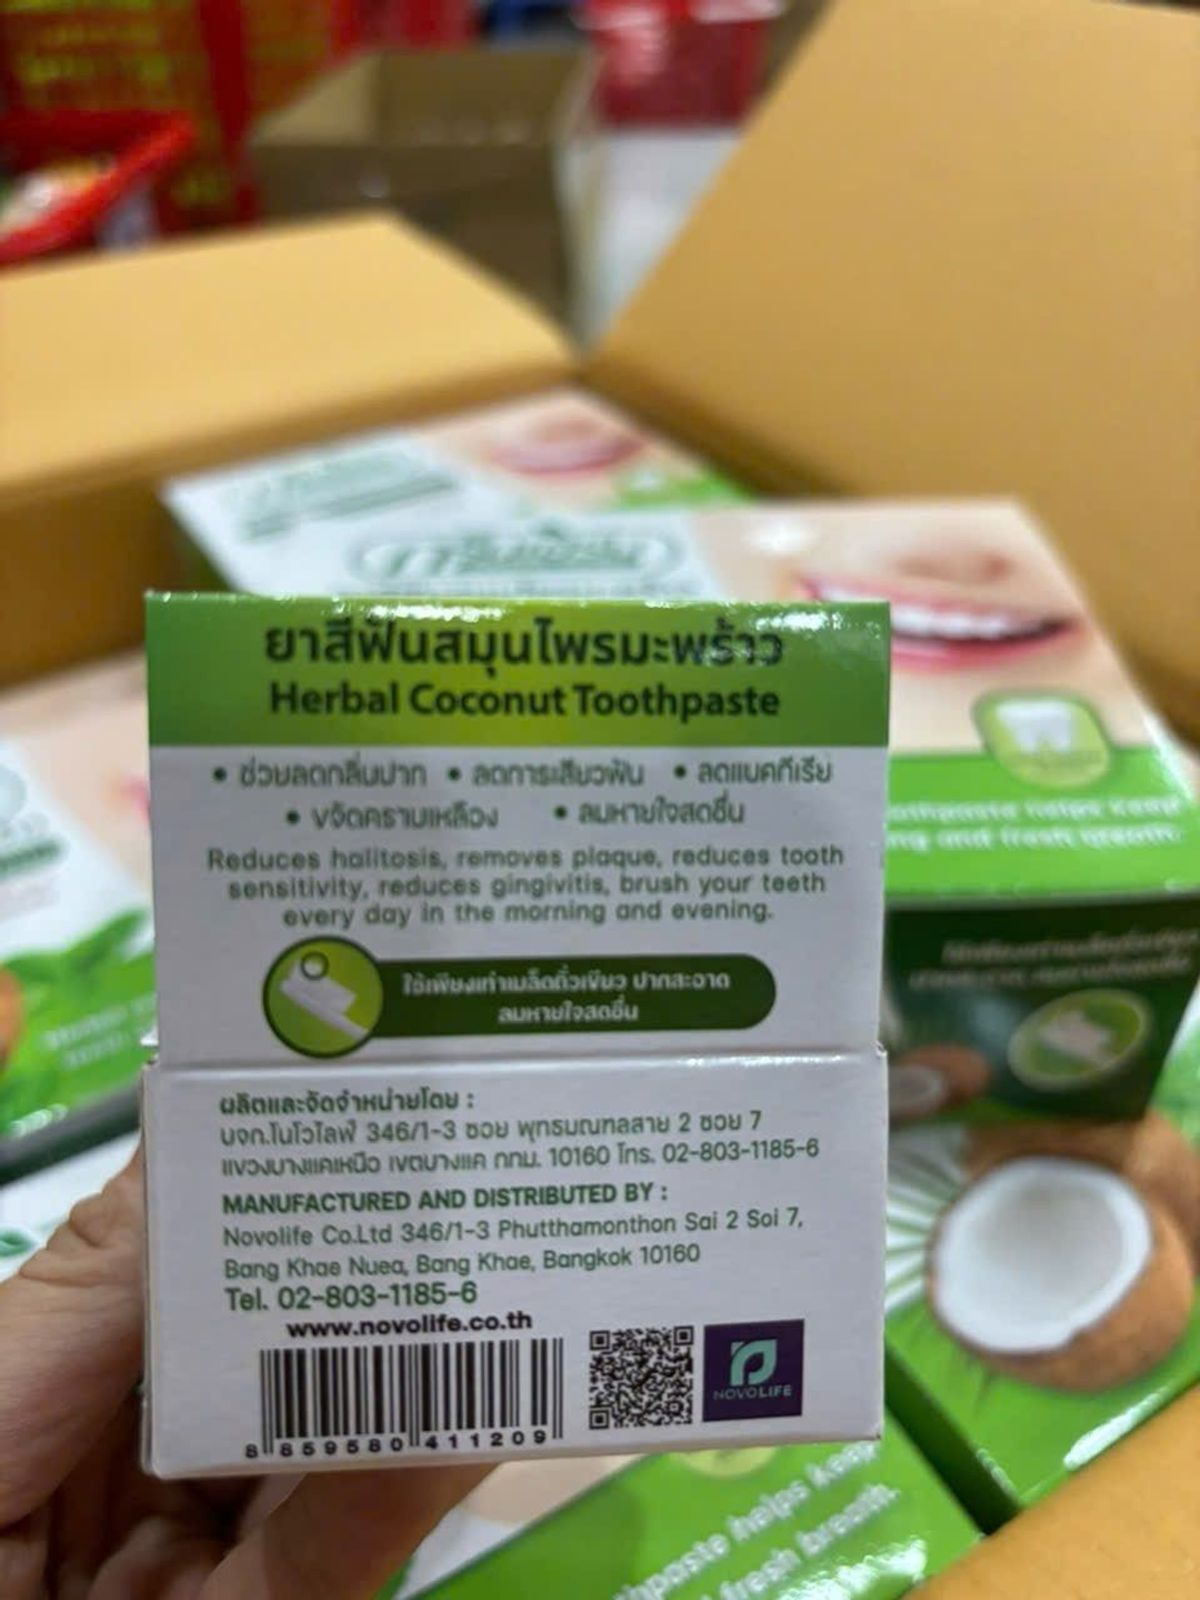 ยาสีฟันสมุนไพรมะพร้าว
Herbal Coconut Toothpaste
• ช่วยลดกลิ่นปาก • ลดการเสียวฟัน • ลดแบคทีเรีย
• ขจัดคราบเหลือง • ลมหายใจสดชื่น
Reduces halitosis, removes plaque, reduces tooth
sensitivity, reduces gingivitis, brush your teeth
every day in the morning and evening.
ใช้เพียงเท่าเมล็ดถั่วเขียว ปากสะอาด
ลมหายใจสดชื่น
ผลิตและจัดจำหน่ายโดย :
บจก.โนโวไลฟ์ 346/1-3 ซอย พุทธมณฑลสาย 2 ซอย 7
แขวงบางแคเหนือ เขตบางแค กทม. 10160 โทร. 02-803-1185-6
MANUFACTURED AND DISTRIBUTED BY :
Novolife Co.Ltd 346/1-3 Phutthamonthon Sai 2 Soi 7,
Bang Khae Nuea, Bang Khae, Bangkok 10160
Tel. 02-803-1185-6
www.novolife.co.th
8 859580 411209
NOVOLIFE
toothpaste helps keep
fresh breath.